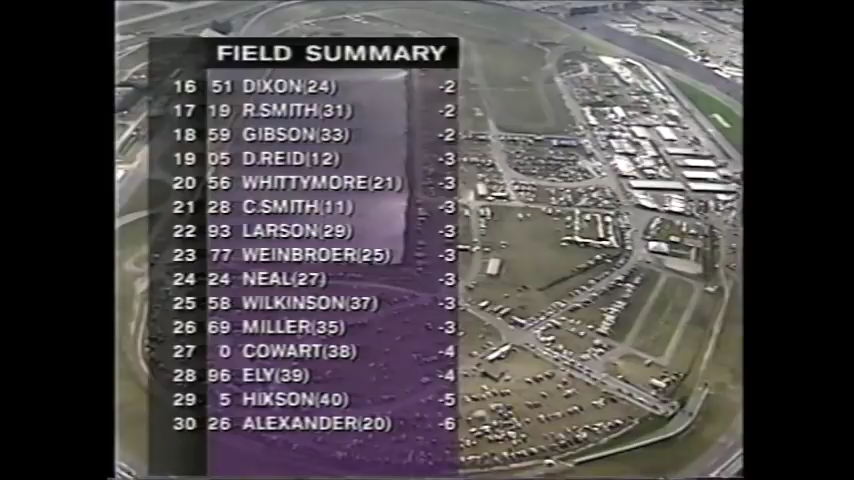 FIELD SUMMARY
16 51 DIXON(24) -2
17 19 R.SMITH(31) -2
18 59 GIBSON(33) -2
19 05 D.REID(12) -3
20 56 WHITTYMORE(21) -3
21 28 C.SMITH(11) -3
22 93 LARSON(29) -3
23 77 WEINBROER(25) -3
24 24 NEAL(27) -3
25 58 WILKINSON(37) -3
26 69 MILLER(35) -3
27 0 COWART(38) -4
28 96 ELY(39) -4
29 5 HIXSON(40) -5
30 26 ALEXANDER(20) -6